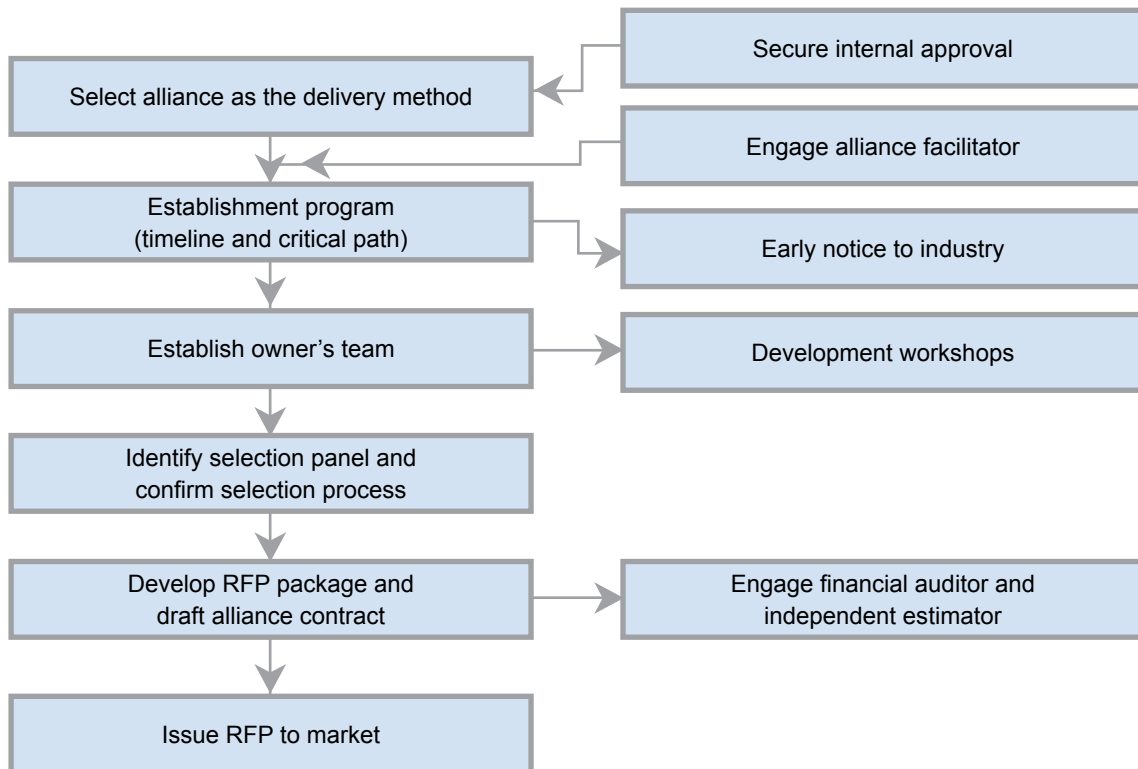 Secure internal approval
Select alliance as the delivery method
Engage alliance facilitator
Establishment program
(timeline and critical path)
Early notice to industry
Establish owner’s team
Development workshops
Identify selection panel and
confirm selection process
Develop RFP package and
draft alliance contract
Engage financial auditor and
independent estimator
Issue RFP to market